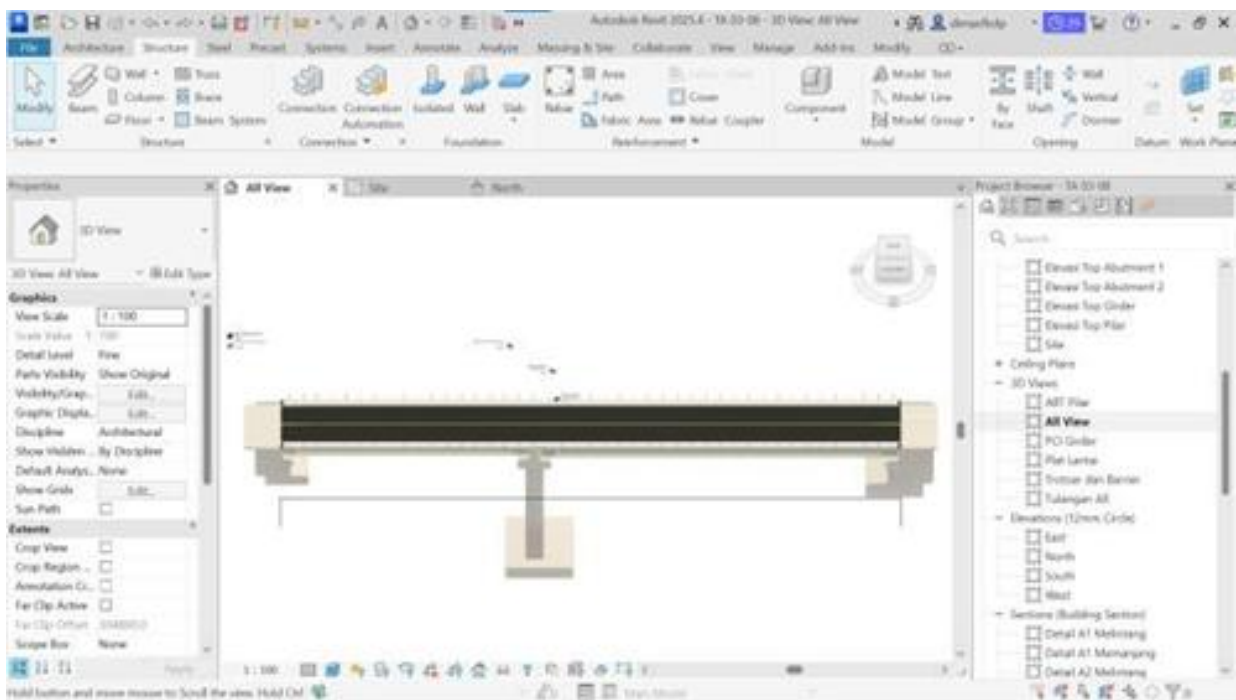 Autodesk Revit 2025.4 - TA 03-08 - 3D View: All View
File Architecture Structure Steel Precast Systems Insert Annotate Analyze Massing & Site Collaborate View Manage Add-Ins Modify
Modify
Beam
Wall
Column
Floor
Truss
Brace
Beam System
Connection
Connection Automation
Isolated
Wall
Slab
Rebar
Area
Path
Fabric Area
Cover
Rebar Coupler
Component
Model Text
Model Line
Model Group
By Face
Shaft
Wall
Vertical
Dormer
Set
Select
Structure
Connection
Foundation
Reinforcement
Model
Opening
Datum
Work Plane
Properties
3D View
3D View: All View
Edit Type
Graphics
View Scale 1 : 100
Scale Value 1: 100
Detail Level Fine
Parts Visibility Show Original
Visibility/Grap... Edit...
Graphic Displa... Edit...
Discipline Architectural
Show Hidden ... By Discipline
Default Analys... None
Show Grids Edit...
Sun Path
Extents
Crop View
Crop Region ...
Annotation Cr...
Far Clip Active
Far Clip Offset
Scope Box None
Apply
All View
Site
North
1 : 100
Project Browser - TA 03-08
Search
Elevasi Top Abutment 1
Elevasi Top Abutment 2
Elevasi Top Girder
Elevasi Top Pilar
Site
Ceiling Plans
3D Views
ART Pilar
All View
PCI Girder
Plat Lantai
Trotoar dan Barrier
Tulangan AR
Elevations (12mm Circle)
East
North
South
West
Sections (Building Section)
Detail A1 Melintang
Detail A1 Memanjang
Detail A2 Melintang
Hold button and move mouse to Scroll the view. Hold Ctrl
Main Model